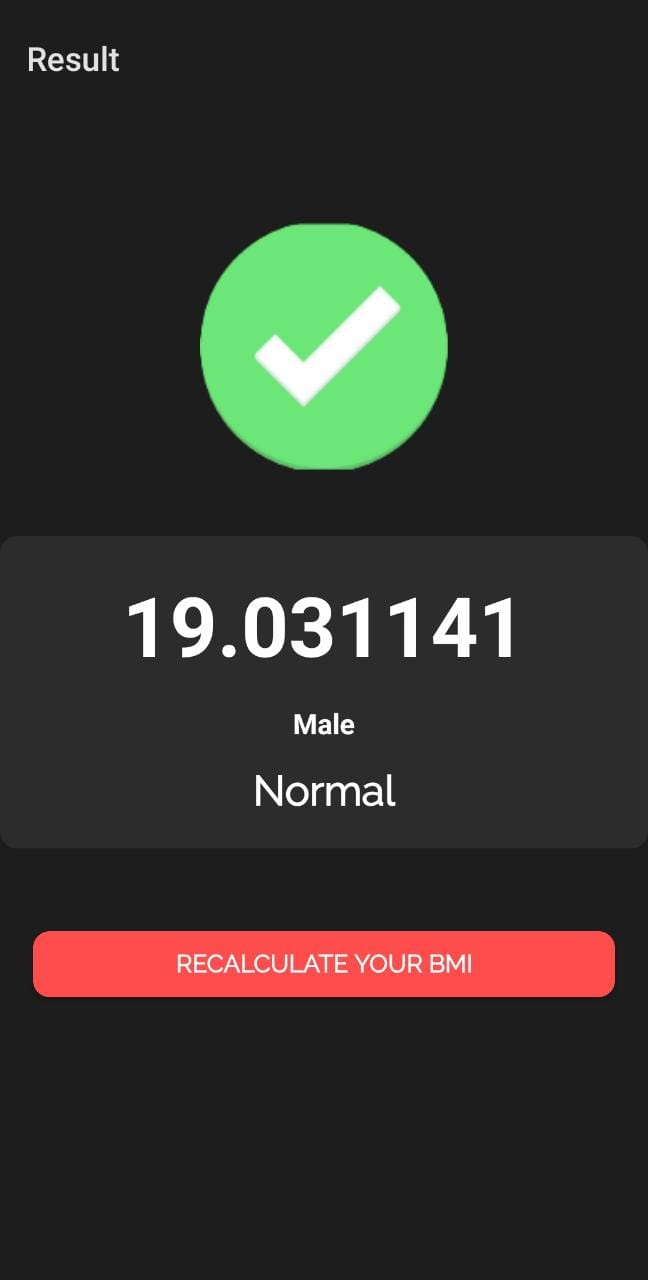 Result
19.031141
Male
Normal
RECALCULATE YOUR BMI